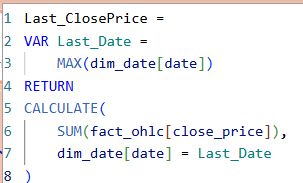 1 Last_ClosePrice =
2 VAR Last_Date =
3     MAX(dim_date[date])
4 RETURN
5 CALCULATE(
6     SUM(fact_ohlc[close_price]),
7     dim_date[date] = Last_Date
8 )